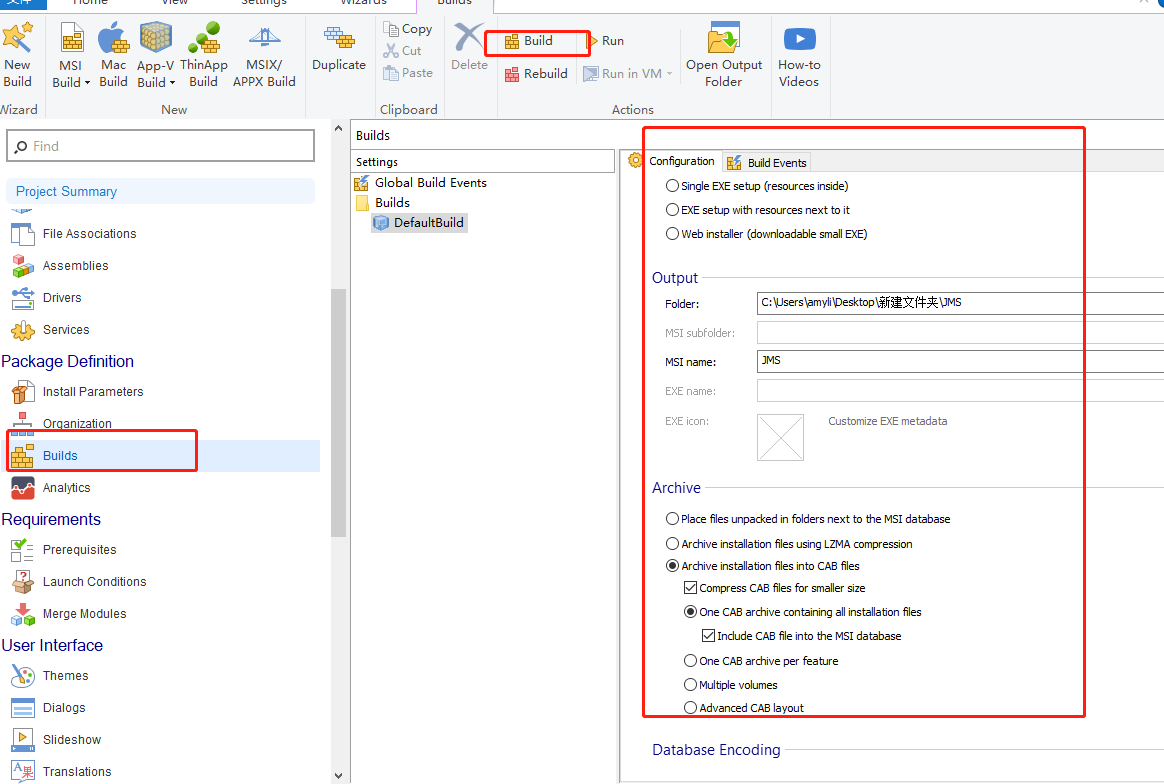 文件 Home View Settings Wizards Builds
New Build
MSI Build
Mac Build
App-V Build
ThinApp Build
MSIX/ APPX Build
Duplicate
Copy
Cut
Paste
Delete
Build
Rebuild
Run
Run in VM
Open Output Folder
How-to Videos
Wizard New Clipboard Actions
Find
Project Summary
File Associations
Assemblies
Drivers
Services
Package Definition
Install Parameters
Organization
Builds
Analytics
Requirements
Prerequisites
Launch Conditions
Merge Modules
User Interface
Themes
Dialogs
Slideshow
Translations
Builds
Settings
Global Build Events
Builds
DefaultBuild
Configuration Build Events
Single EXE setup (resources inside)
EXE setup with resources next to it
Web installer (downloadable small EXE)
Output
Folder: C:\Users\amyli\Desktop\新建文件夹\JMS
MSI subfolder:
MSI name: JMS
EXE name:
EXE icon: Customize EXE metadata
Archive
Place files unpacked in folders next to the MSI database
Archive installation files using LZMA compression
Archive installation files into CAB files
Compress CAB files for smaller size
One CAB archive containing all installation files
Include CAB file into the MSI database
One CAB archive per feature
Multiple volumes
Advanced CAB layout
Database Encoding